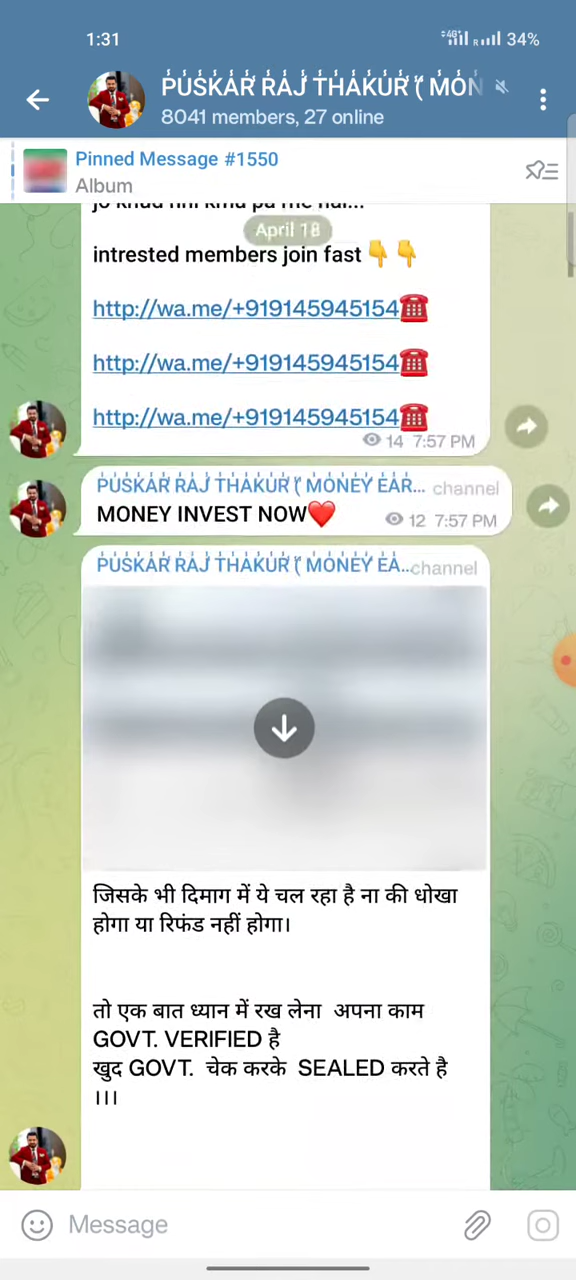 1:31
4G R 34%
PUSKAR RAJ THAKUR ( MON
8041 members, 27 online
Pinned Message #1550
Album
April 18
intrested members join fast 👇 👇
http://wa.me/+919145945154☎️
http://wa.me/+919145945154☎️
http://wa.me/+919145945154☎️
14 7:57 PM
PUSKAR RAJ THAKUR ( MONEY EAR... channel
MONEY INVEST NOW❤️
12 7:57 PM
PUSKAR RAJ THAKUR ( MONEY EA... channel
जिसके भी दिमाग में ये चल रहा है ना की धोखा
होगा या रिफंड नहीं होगा।
तो एक बात ध्यान में रख लेना अपना काम
GOVT. VERIFIED है
खुद GOVT. चेक करके SEALED करते है
।।।
Message